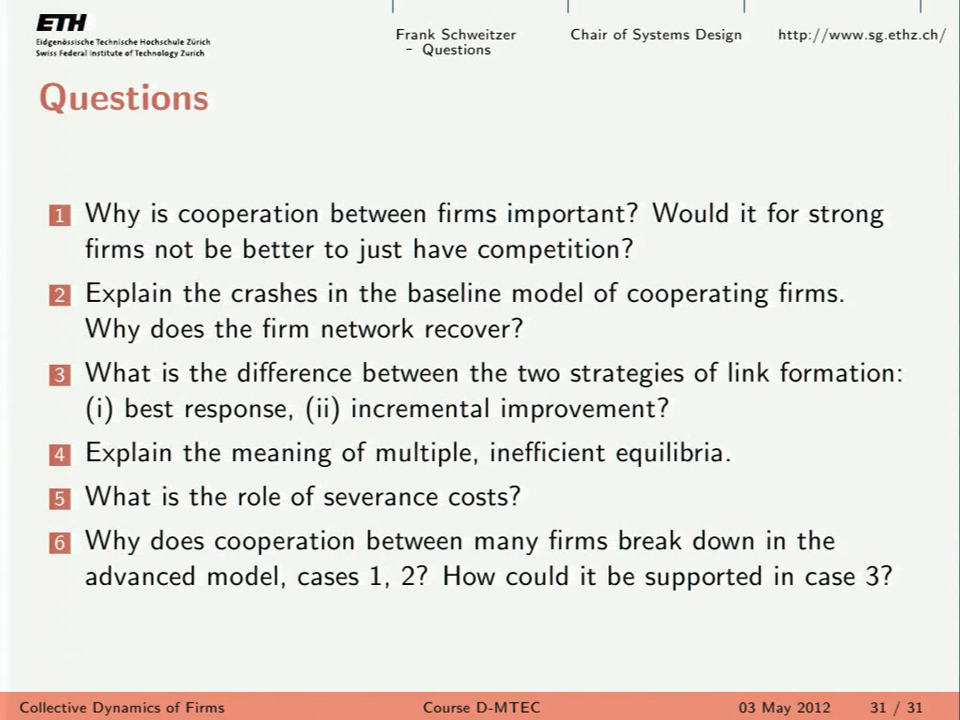 ETH
Eidgenössische Technische Hochschule Zürich
Swiss Federal Institute of Technology Zurich
Frank Schweitzer
– Questions
Chair of Systems Design
http://www.sg.ethz.ch/
Questions
1 Why is cooperation between firms important? Would it for strong
firms not be better to just have competition?
2 Explain the crashes in the baseline model of cooperating firms.
Why does the firm network recover?
3 What is the difference between the two strategies of link formation:
(i) best response, (ii) incremental improvement?
4 Explain the meaning of multiple, inefficient equilibria.
5 What is the role of severance costs?
6 Why does cooperation between many firms break down in the
advanced model, cases 1, 2? How could it be supported in case 3?
Collective Dynamics of Firms
Course D-MTEC
03 May 2012
31 / 31